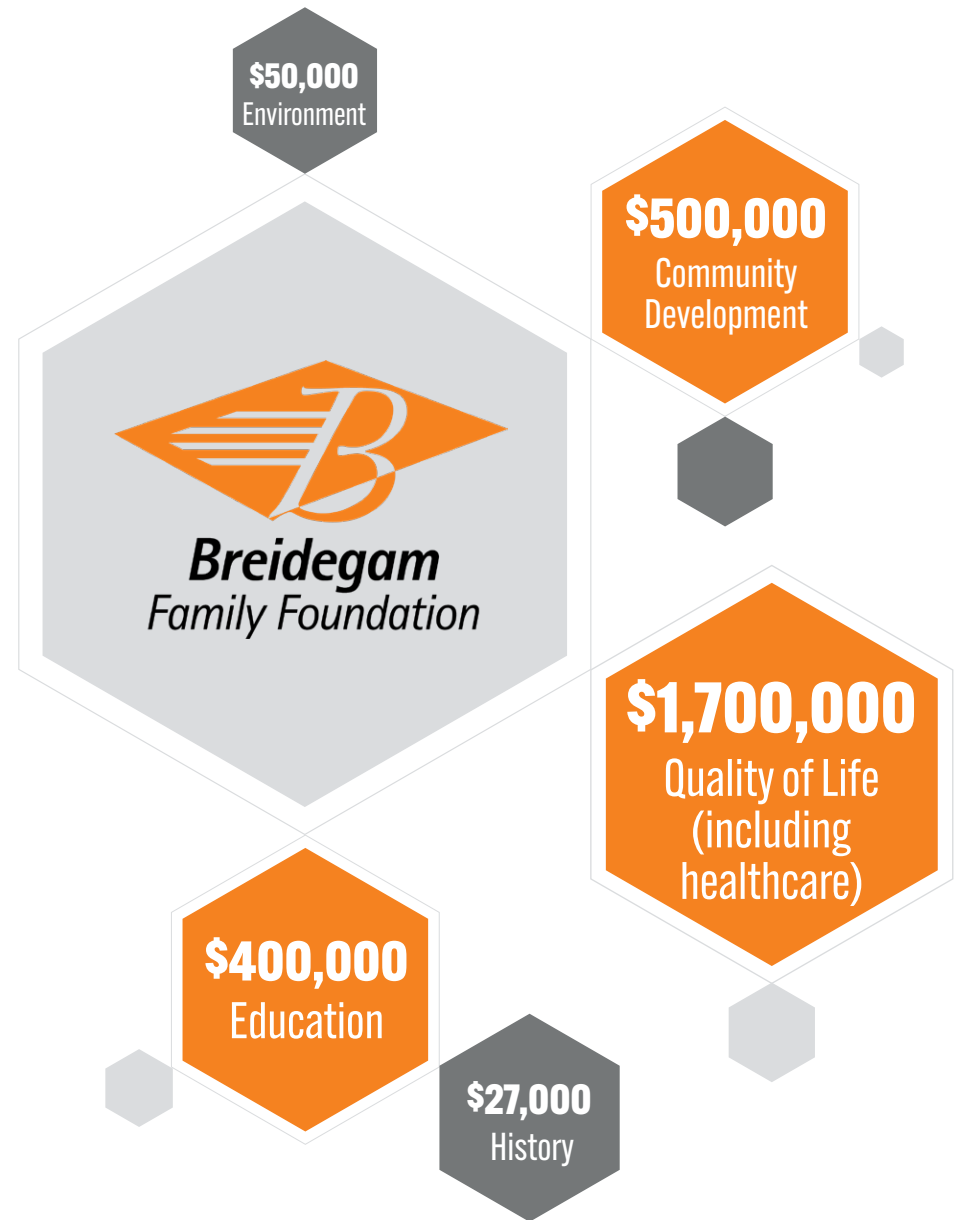 $50,000
Environment
$500,000
Community
Development
B
Breidegam
Family Foundation
$1,700,000
Quality of Life
(including
healthcare)
$400,000
Education
$27,000
History